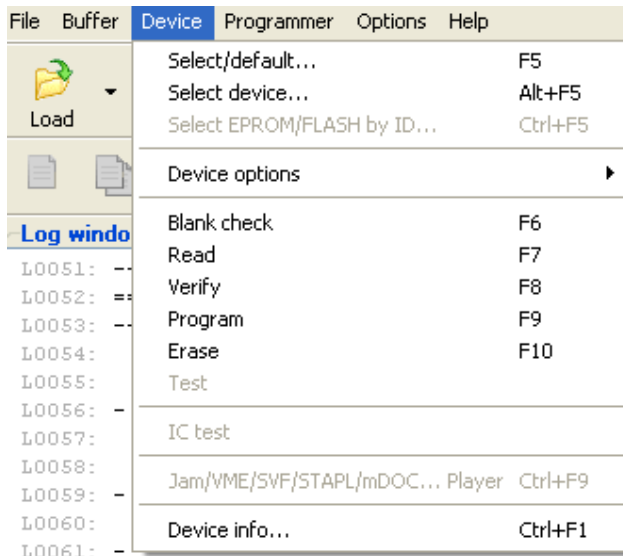 File Buffer Device Programmer Options Help
Load
Select/default... F5
Select device... Alt+F5
Select EPROM/FLASH by ID... Ctrl+F5
Device options
Blank check F6
Read F7
Verify F8
Program F9
Erase F10
Test
IC test
Jam/VME/SVF/STAPL/mDOC... Player Ctrl+F9
Device info... Ctrl+F1
Log windo
L0051: --
L0052: ==
L0053: --
L0054:
L0055:
L0056: -
L0057:
L0058:
L0059: -
L0060:
L0061: -